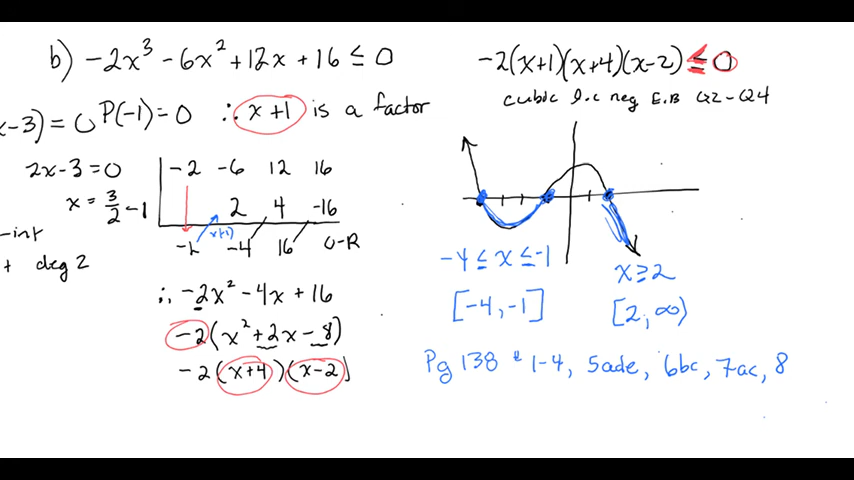 b) -2x³ - 6x² + 12x + 16 ≤ 0
x-3) = 0
P(-1) = 0 ∴ x+1 is a factor
2x-3 = 0
x = 3/2
-1 | -2 -6 12 16
2 4 -16
x(-1)
-2 -4 16 0-R
-int
+ deg 2
∴ -2x² - 4x + 16
-2(x² + 2x - 8)
-2(x+4)(x-2)
-2(x+1)(x+4)(x-2) ≤ 0
cubic l.c neg E.B Q2-Q4
-4 ≤ x ≤ -1
[-4, -1]
x ≥ 2
[2, ∞)
Pg 138 # 1-4, 5ade, 6bc, 7ac, 8